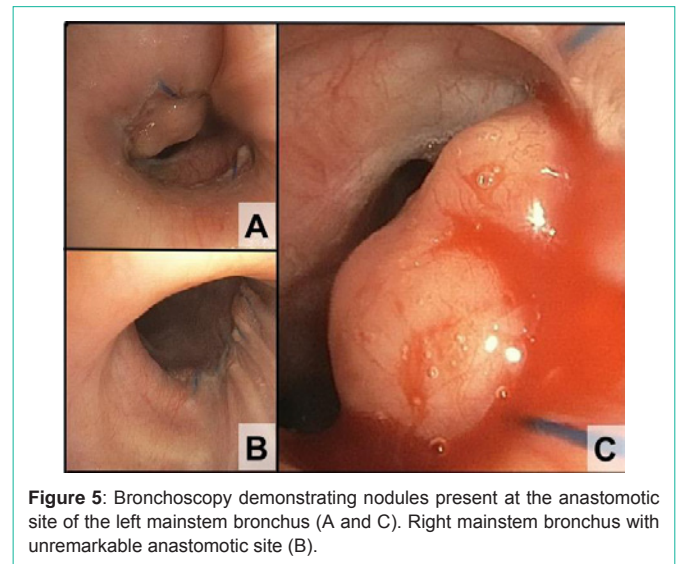 A
B
C
Figure 5: Bronchoscopy demonstrating nodules present at the anastomotic
site of the left mainstem bronchus (A and C). Right mainstem bronchus with
unremarkable anastomotic site (B).